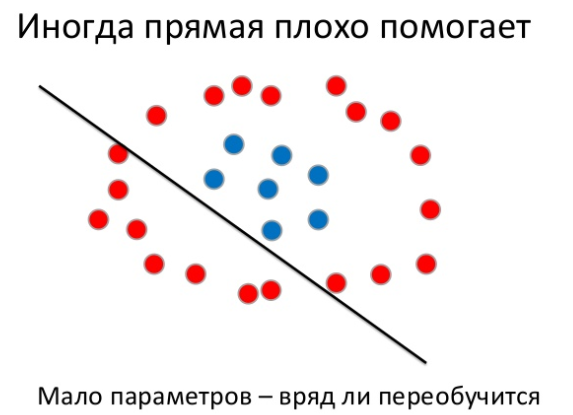 Иногда прямая плохо помогает
Мало параметров – вряд ли переобучится